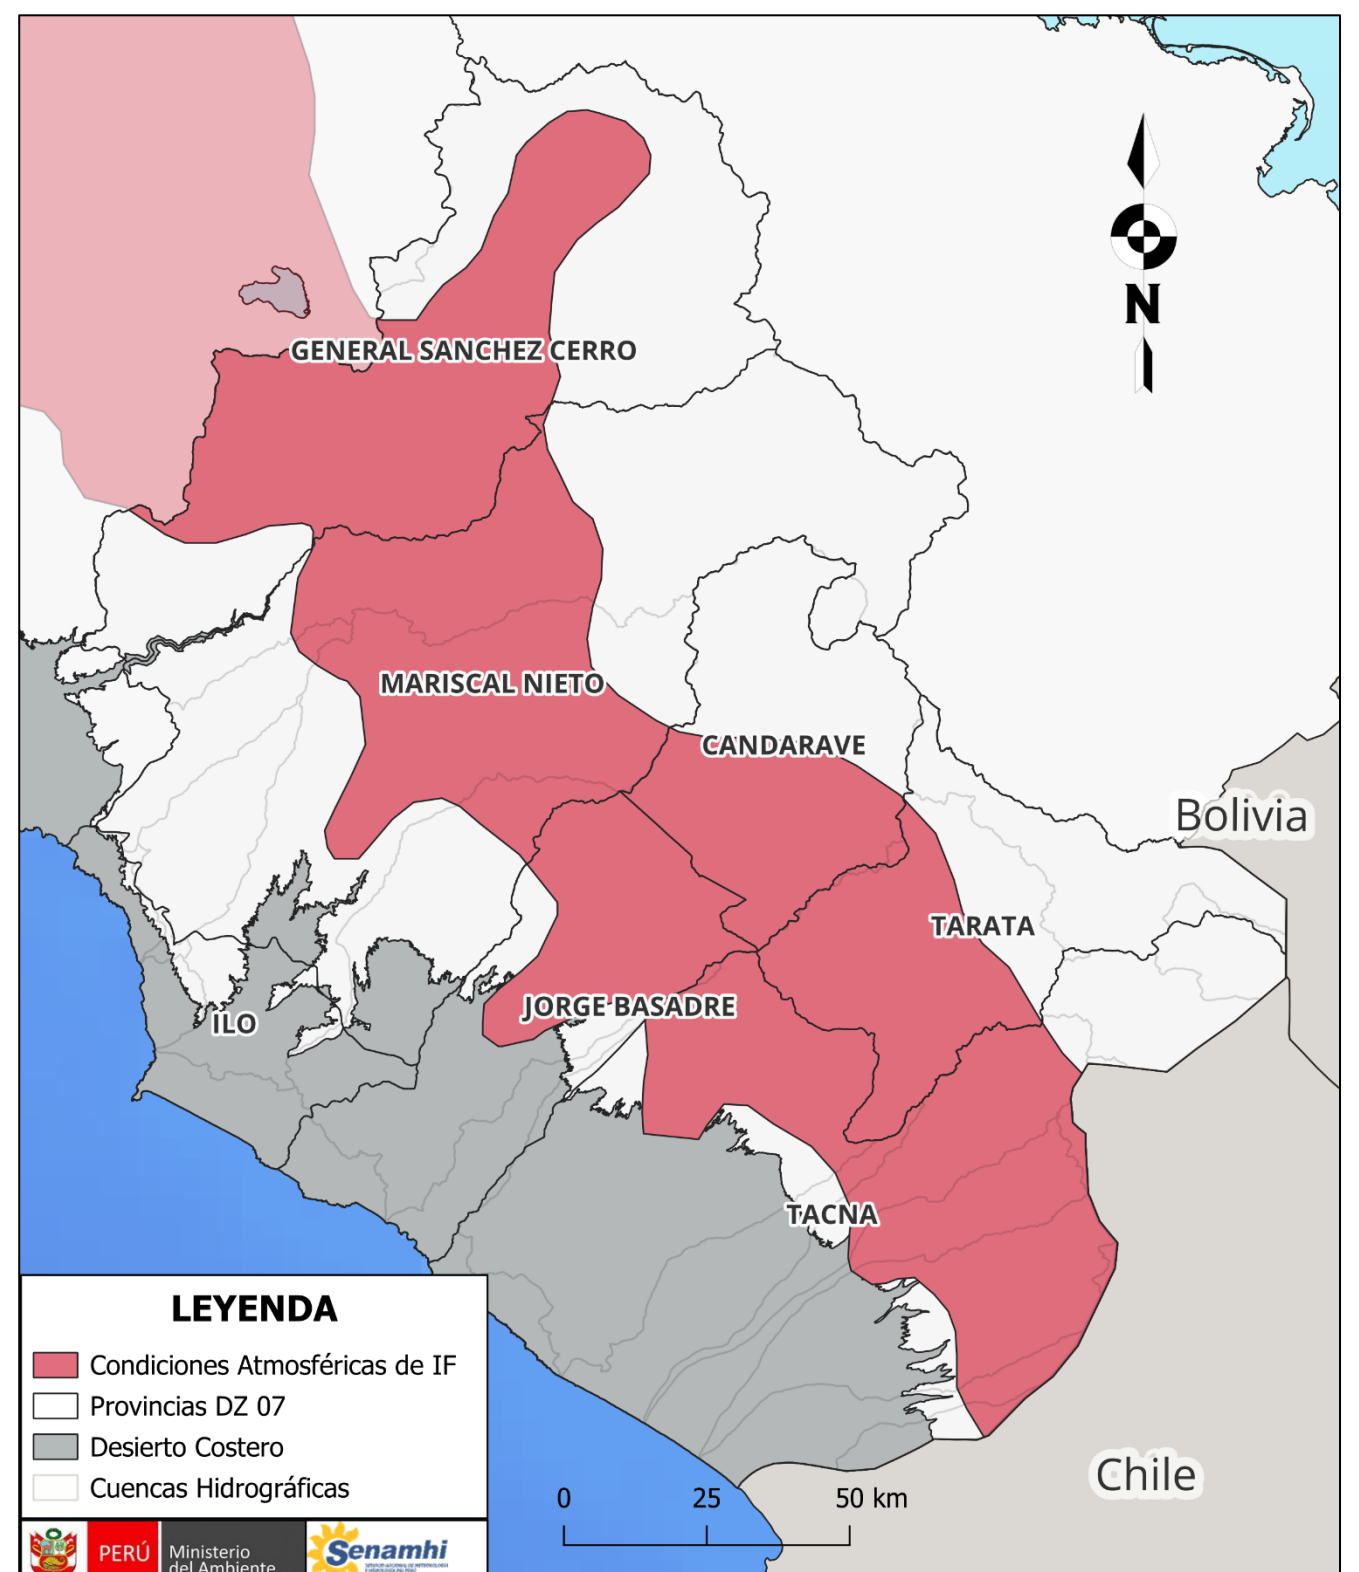 N
GENERAL SANCHEZ CERRO
MARISCAL NIETO
CANDARAVE
Bolivia
TARATA
JORGE BASADRE
ILO
TACNA
Chile
LEYENDA
Condiciones Atmosféricas de IF
Provincias DZ 07
Desierto Costero
Cuencas Hidrográficas
0 25 50 km
PERÚ
Ministerio
del Ambiente
Senamhi